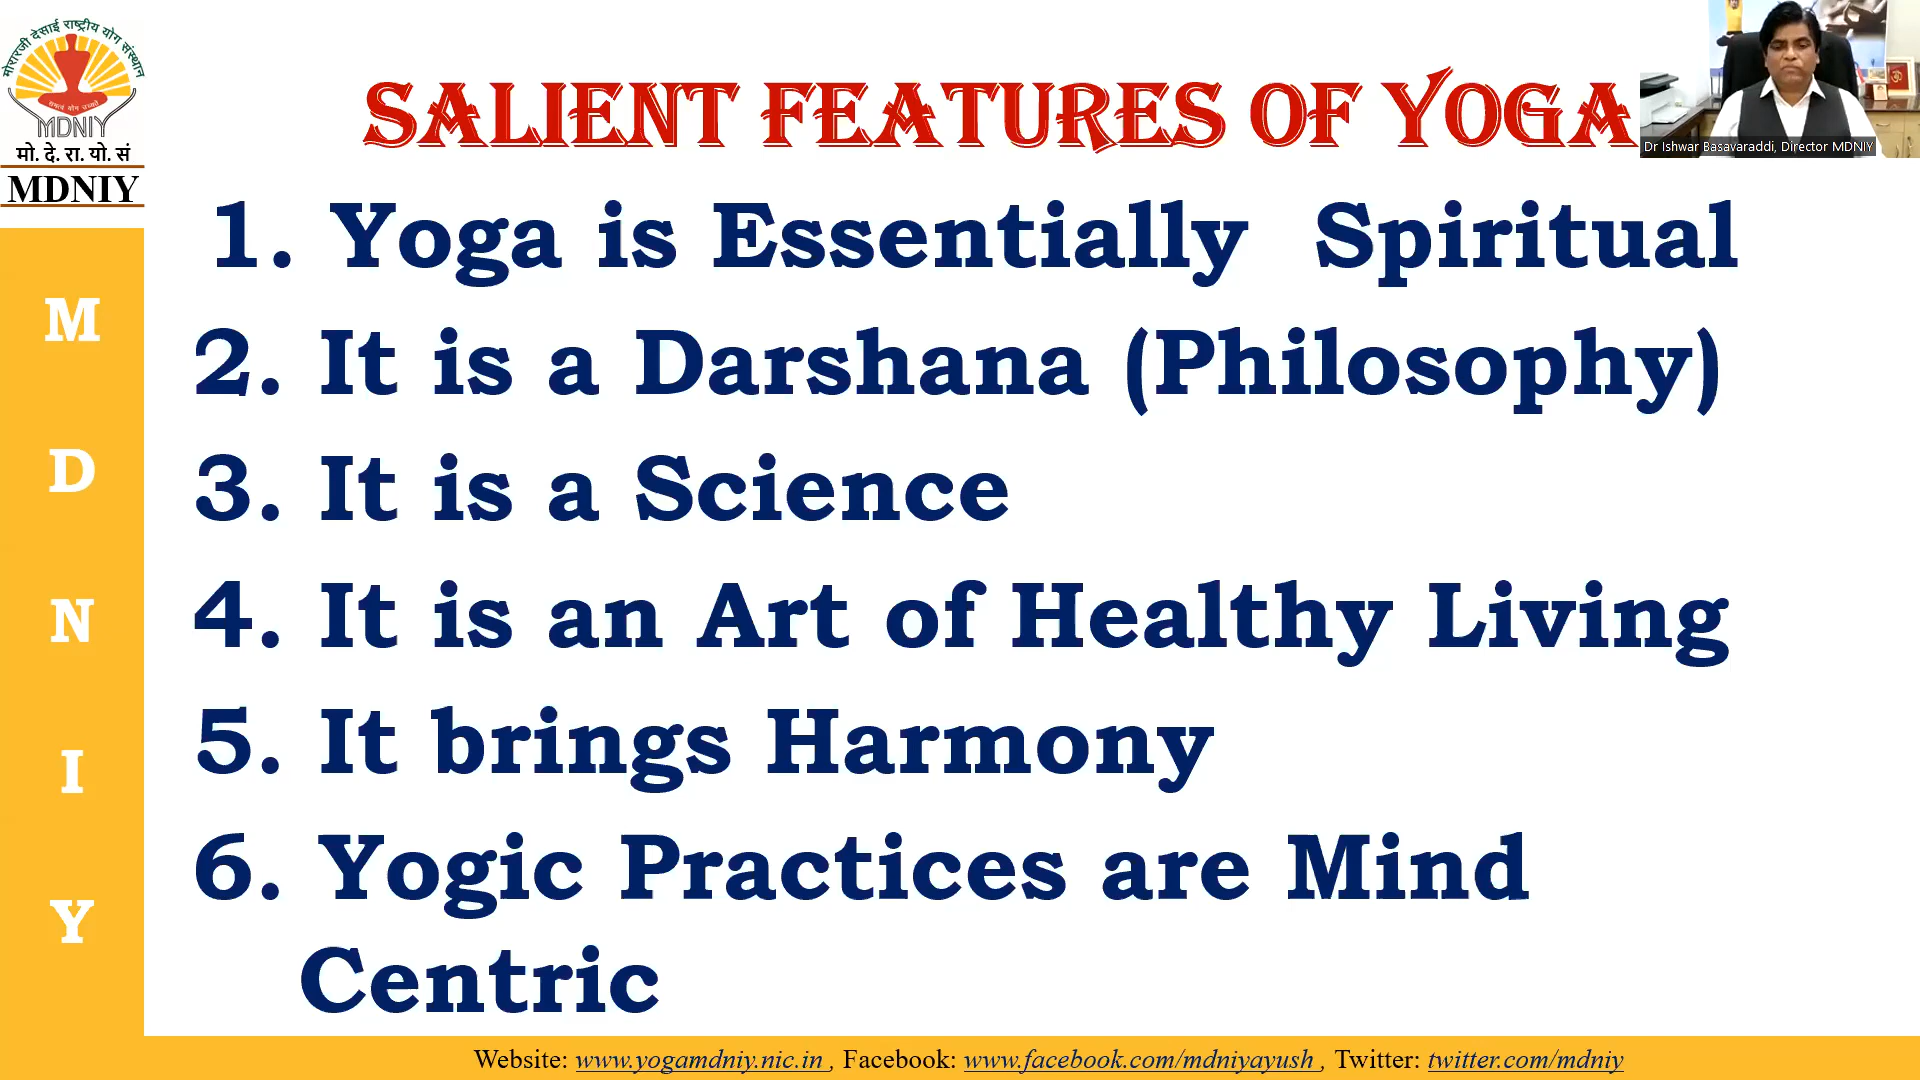 मोरारजी देसाई राष्ट्रीय योग संस्थान
MDNIY
मो. दे. रा. यो. सं
MDNIY
SALIENT FEATURES OF YOGA
Dr Ishwar Basavaraddi, Director MDNIY
1. Yoga is Essentially Spiritual
2. It is a Darshana (Philosophy)
3. It is a Science
4. It is an Art of Healthy Living
5. It brings Harmony
6. Yogic Practices are Mind
Centric
M
D
N
I
Y
Website: www.yogamdniy.nic.in , Facebook: www.facebook.com/mdniyayush , Twitter: twitter.com/mdniy